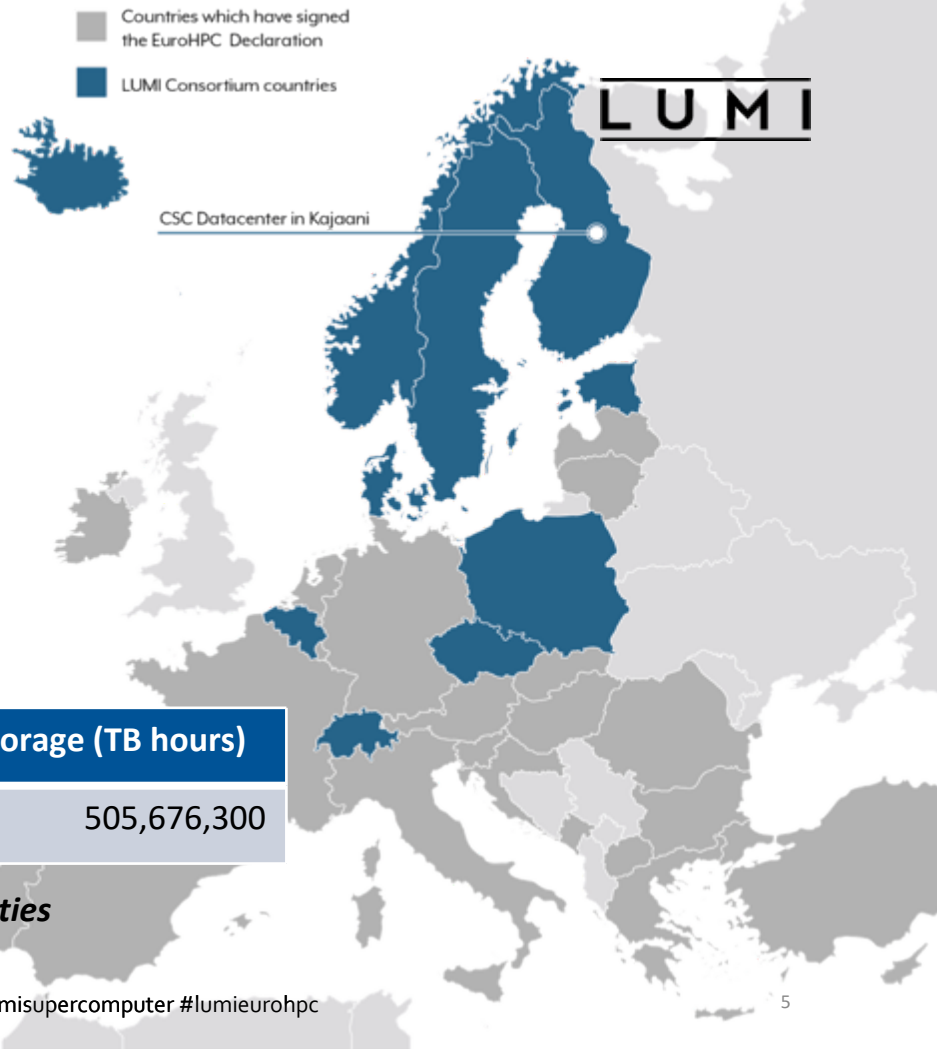 Countries which have signed
the EuroHPC Declaration
LUMI Consortium countries
LUMI
CSC Datacenter in Kajaani
orage (TB hours)
505,676,300
ties
misupercomputer #lumieurohpc
5